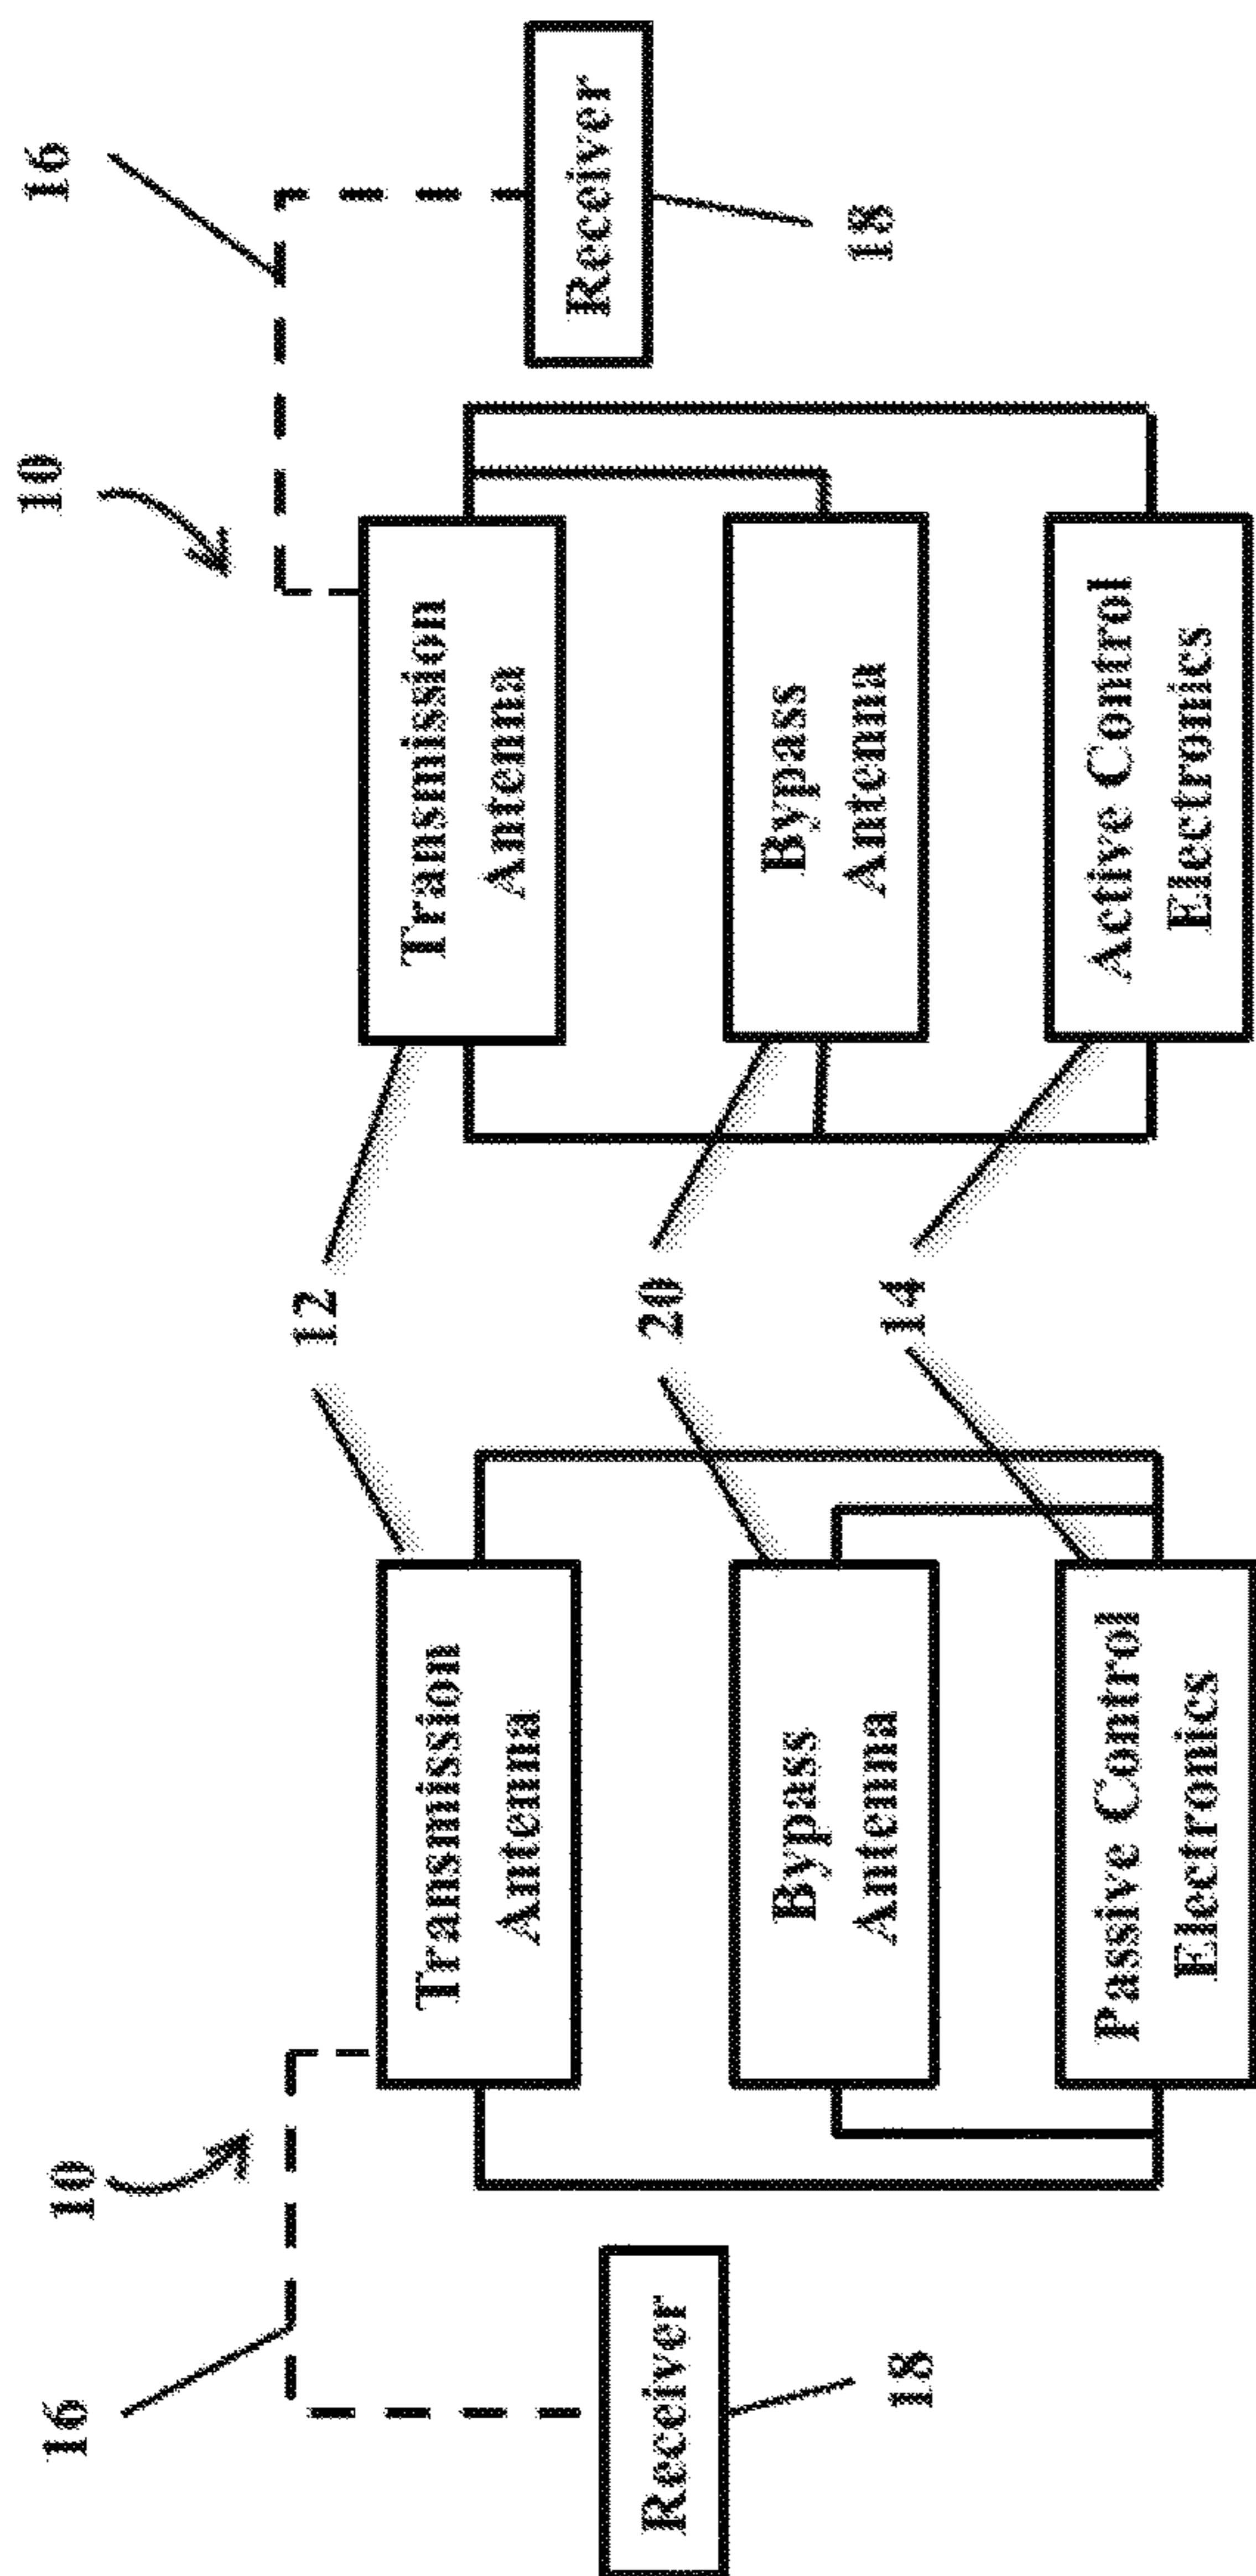 16
10
10
16
12
Transmission
Antenna
Transmission
Antenna
Receiver
Receiver
20
Bypass
Antenna
Bypass
Antenna
18
18
14
Passive Control
Electronics
Active Control
Electronics